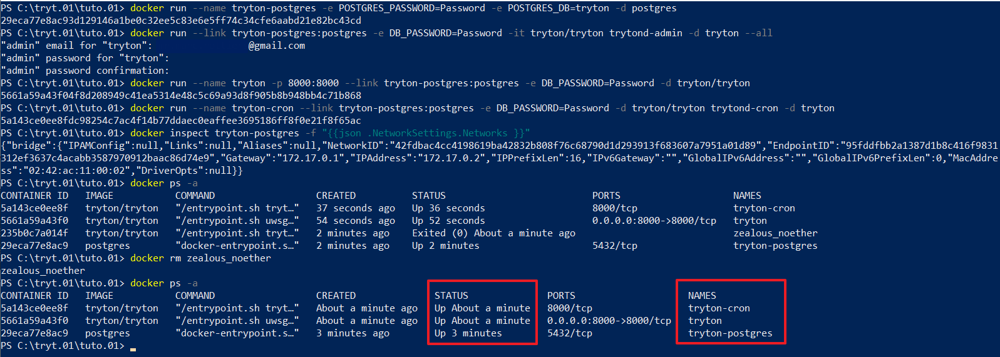 PS C:\tryt.01\tuto.01> docker run --name tryton-postgres -e POSTGRES_PASSWORD=Password -e POSTGRES_DB=tryton -d postgres
29eca77e8ac93d129146a1be0c32ee5c83e6e5ff74c34cfe6aabd21e82bc43cd
PS C:\tryt.01\tuto.01> docker run --link tryton-postgres:postgres -e DB_PASSWORD=Password -it tryton/tryton trytond-admin -d tryton --all
"admin" email for "tryton": @gmail.com
"admin" password for "tryton":
"admin" password confirmation:
PS C:\tryt.01\tuto.01> docker run --name tryton -p 8000:8000 --link tryton-postgres:postgres -e DB_PASSWORD=Password -d tryton/tryton
5661a59a43f04f8d208949c41ea5314e48c5c69a93d8f905b8b948bb4c71b868
PS C:\tryt.01\tuto.01> docker run --name tryton-cron --link tryton-postgres:postgres -e DB_PASSWORD=Password -d tryton/tryton trytond-cron -d tryton
5a143ce0ee8fdc98254c7ac4f14b77ddaec0eaffee3695186ff8f0e21f8f65ac
PS C:\tryt.01\tuto.01> docker inspect tryton-postgres -f "{{json .NetworkSettings.Networks }}"
{"bridge":{"IPAMConfig":null,"Links":null,"Aliases":null,"NetworkID":"42fdbac4cc4198619ba42832b808f76c68790d1d293913f683607a7951a01d89","EndpointID":"95fddfbb2a1387d1b8c416f9831
312ef3637c4acabb3587970912baac86d74e9","Gateway":"172.17.0.1","IPAddress":"172.17.0.2","IPPrefixLen":16,"IPv6Gateway":"","GlobalIPv6Address":"","GlobalIPv6PrefixLen":0,"MacAddre
ss":"02:42:ac:11:00:02","DriverOpts":null}}
PS C:\tryt.01\tuto.01> docker ps -a
CONTAINER ID IMAGE COMMAND CREATED STATUS PORTS NAMES
5a143ce0ee8f tryton/tryton "/entrypoint.sh tryt…" 37 seconds ago Up 36 seconds 8000/tcp tryton-cron
5661a59a43f0 tryton/tryton "/entrypoint.sh uwsg…" 54 seconds ago Up 52 seconds 0.0.0.0:8000->8000/tcp tryton
235b0c7a014f tryton/tryton "/entrypoint.sh tryt…" 2 minutes ago Exited (0) About a minute ago zealous_noether
29eca77e8ac9 postgres "docker-entrypoint.s…" 2 minutes ago Up 2 minutes 5432/tcp tryton-postgres
PS C:\tryt.01\tuto.01> docker rm zealous_noether
zealous_noether
PS C:\tryt.01\tuto.01> docker ps -a
CONTAINER ID IMAGE COMMAND CREATED STATUS PORTS NAMES
5a143ce0ee8f tryton/tryton "/entrypoint.sh tryt…" About a minute ago Up About a minute 8000/tcp tryton-cron
5661a59a43f0 tryton/tryton "/entrypoint.sh uwsg…" About a minute ago Up About a minute 0.0.0.0:8000->8000/tcp tryton
29eca77e8ac9 postgres "docker-entrypoint.s…" 3 minutes ago Up 3 minutes 5432/tcp tryton-postgres
PS C:\tryt.01\tuto.01> _